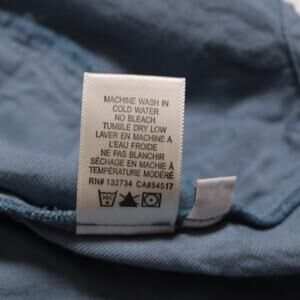 MACHINE WASH IN
COLD WATER
NO BLEACH
TUMBLE DRY LOW
LAVER EN MACHINE A
L'EAU FROIDE
NE PAS BLANCHIR
SÉCHAGE EN MACHINE À
TEMPÉRATURE MODÉRÉ
RN# 132734 CA#54517